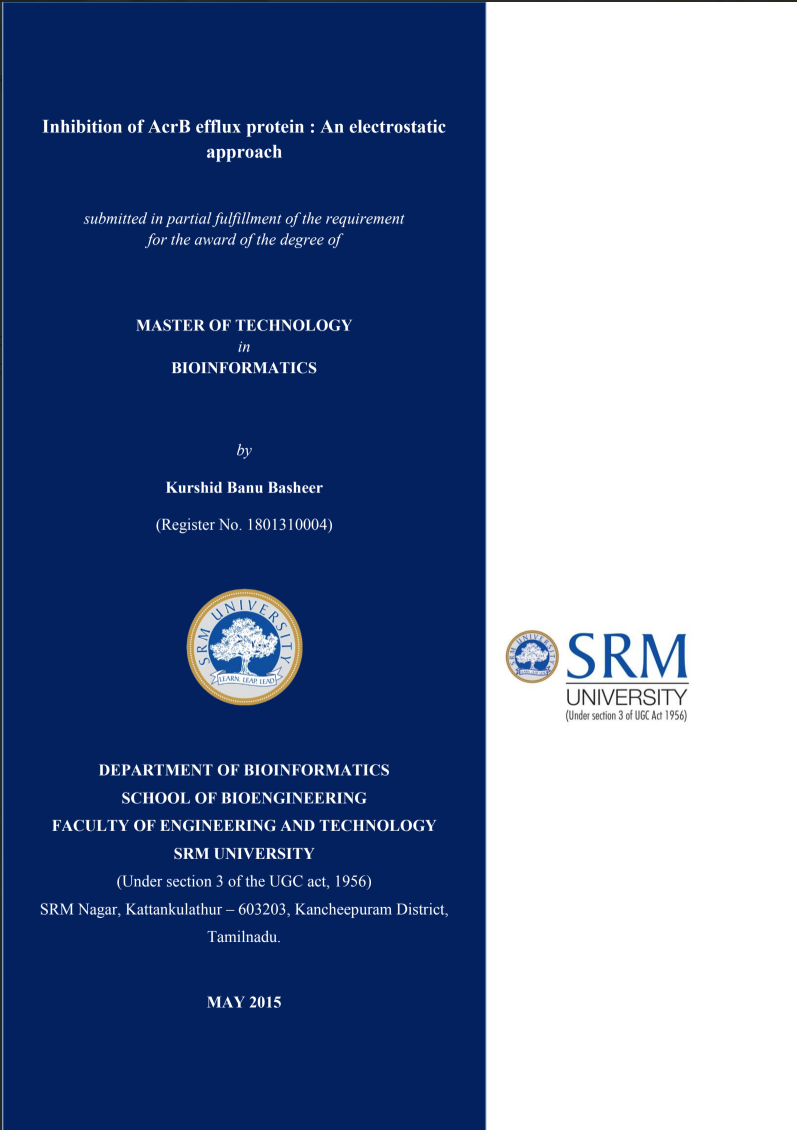 Inhibition of AcrB efflux protein : An electrostatic
approach
submitted in partial fulfillment of the requirement
for the award of the degree of
MASTER OF TECHNOLOGY
in
BIOINFORMATICS
by
Kurshid Banu Basheer
(Register No. 1801310004)
SRM UNIVERSITY
LEARN. LEAP. LEAD
DEPARTMENT OF BIOINFORMATICS
SCHOOL OF BIOENGINEERING
FACULTY OF ENGINEERING AND TECHNOLOGY
SRM UNIVERSITY
(Under section 3 of the UGC act, 1956)
SRM Nagar, Kattankulathur – 603203, Kancheepuram District,
Tamilnadu.
MAY 2015
SRM UNIVERSITY
SRM
UNIVERSITY
(Under section 3 of UGC Act 1956)